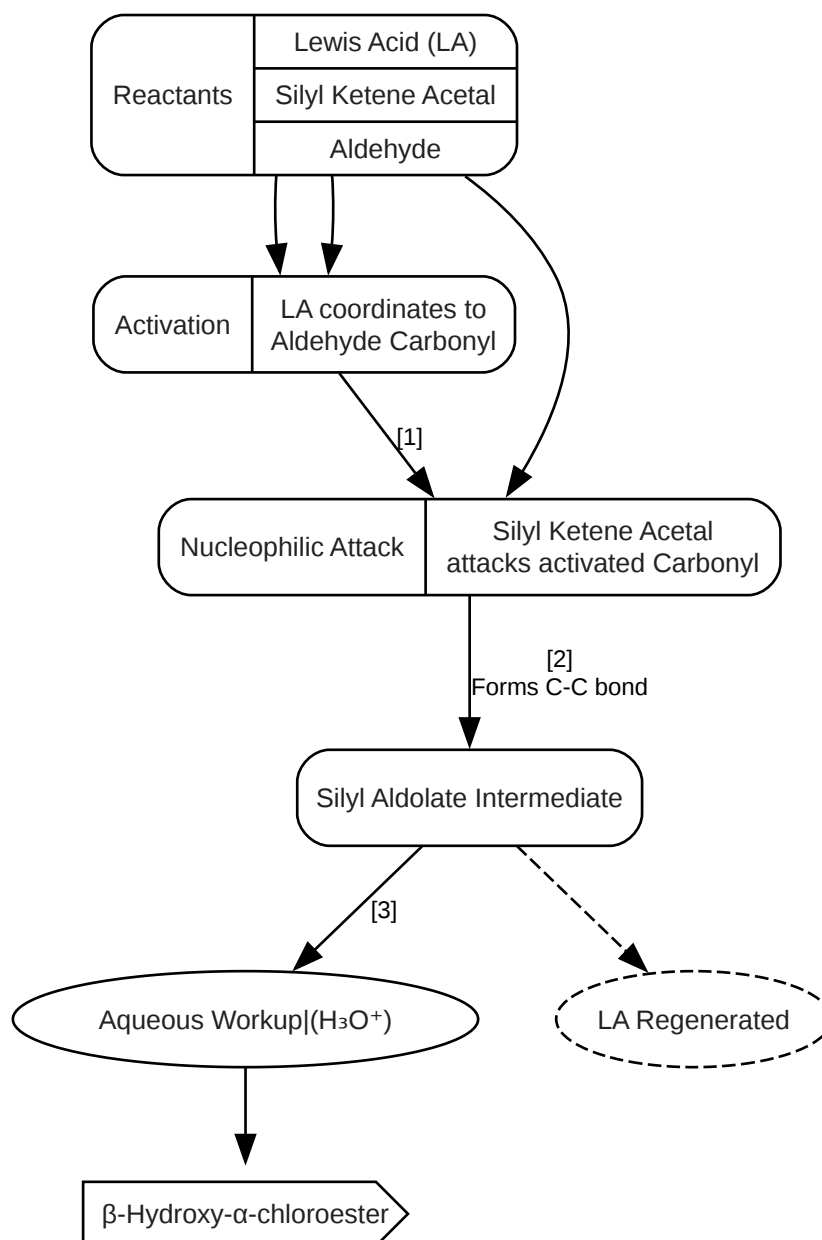 Reactants
Lewis Acid (LA)
Silyl Ketene Acetal
Aldehyde
Activation
LA coordinates to
Aldehyde Carbonyl
[1]
Nucleophilic Attack
Silyl Ketene Acetal
attacks activated Carbonyl
[2]
Forms C-C bond
Silyl Aldolate Intermediate
[3]
Aqueous Workup|(H₃O⁺)
LA Regenerated
β-Hydroxy-α-chloroester